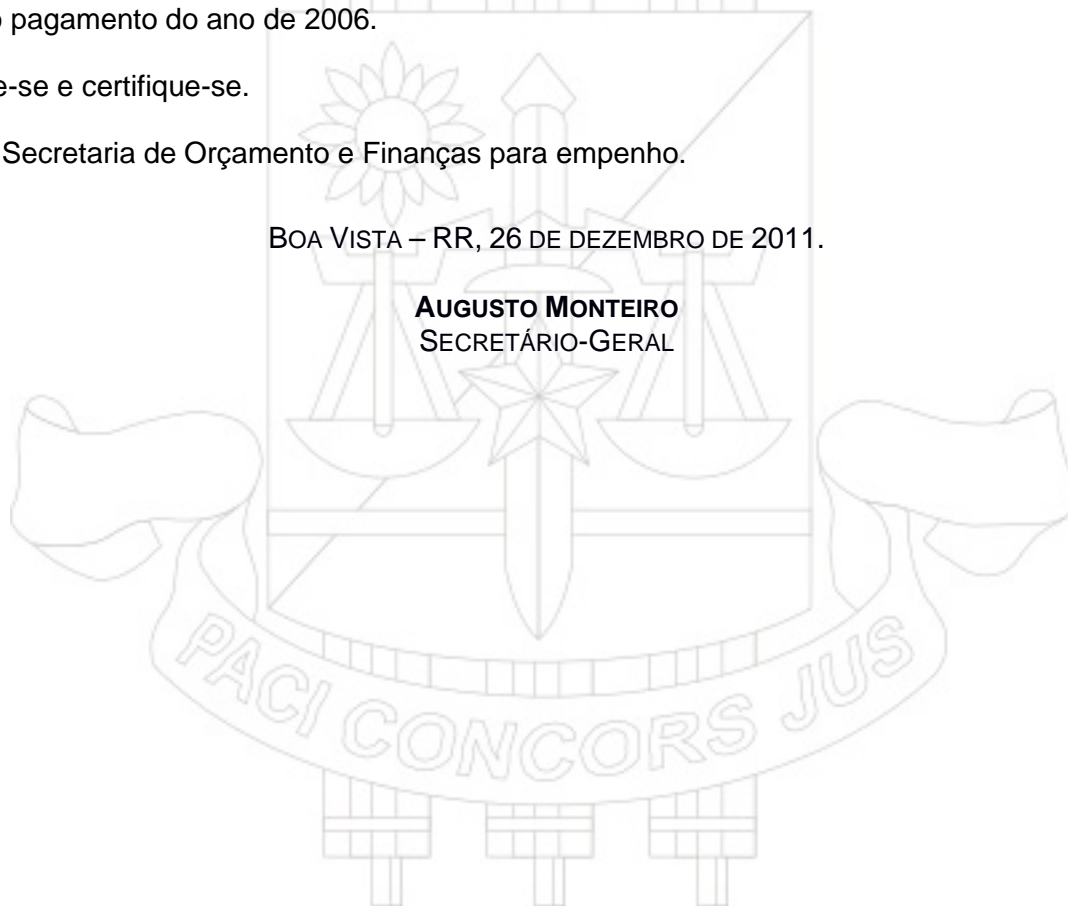 o pagamento do ano de 2006.
e-se e certifique-se.
Secretaria de Orçamento e Finanças para empenho.
BOA VISTA – RR, 26 DE DEZEMBRO DE 2011.
AUGUSTO MONTEIRO
SECRETÁRIO-GERAL
PACI CONCORS JUS